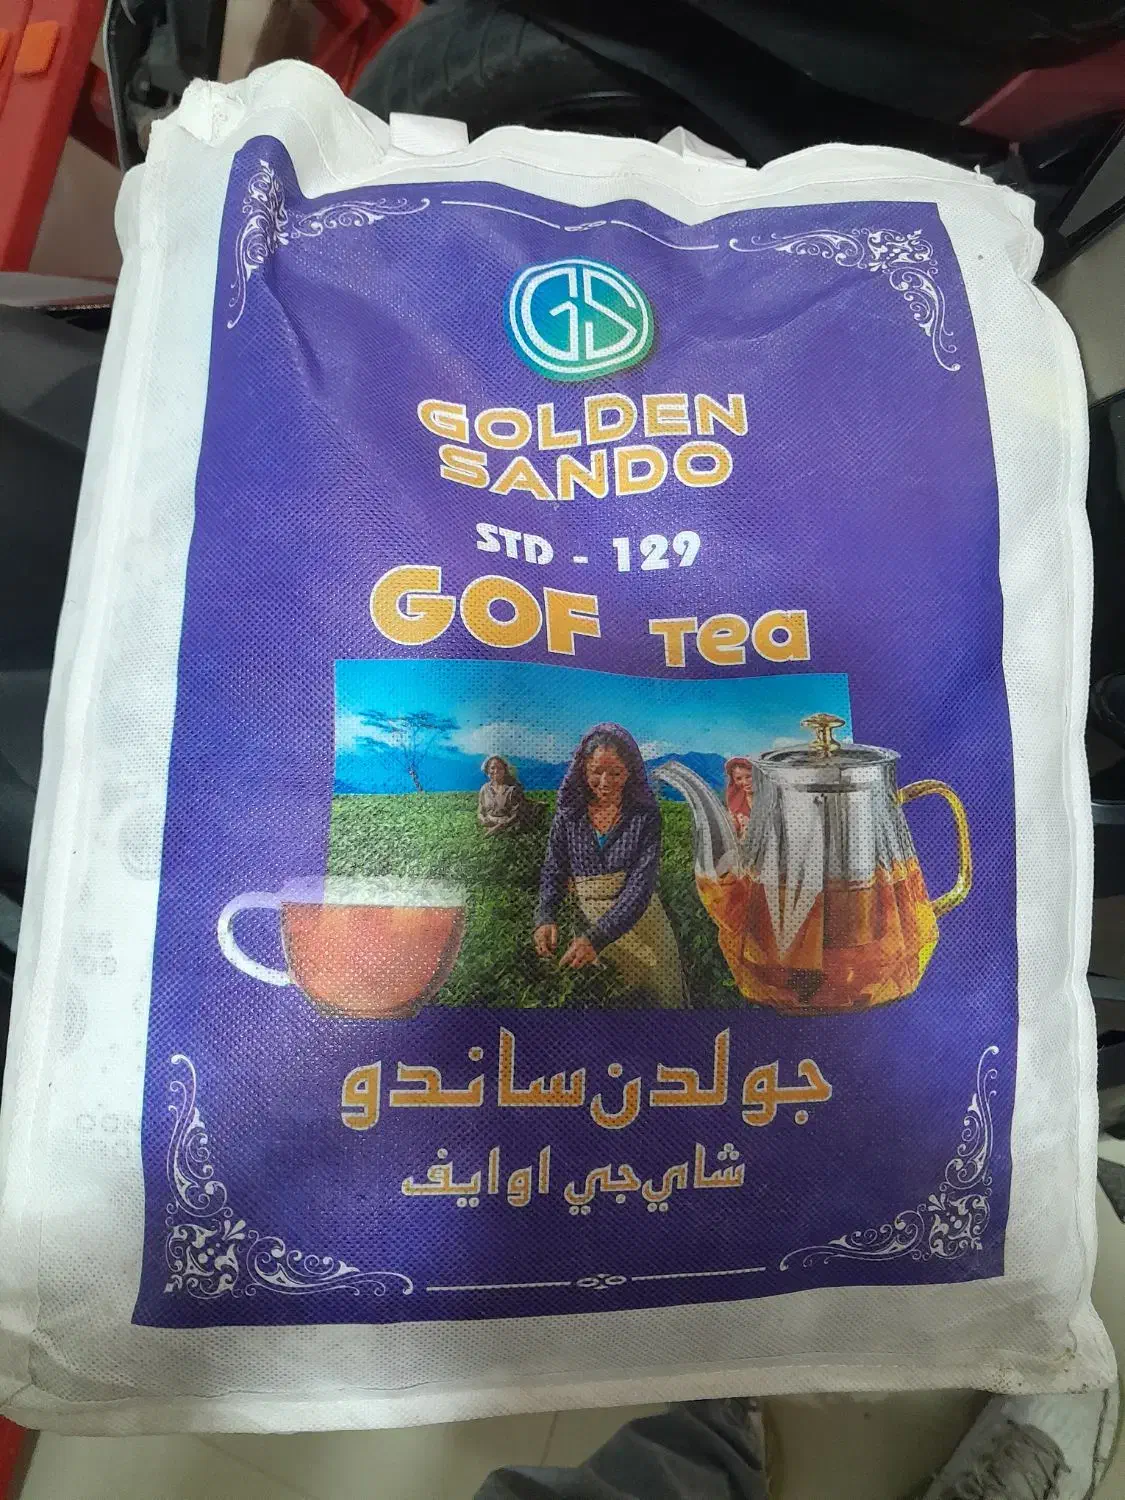 GS
GOLDEN
SANDO
STD - 129
GOF Tea
جولدن ساندو
شاي جي او ايف